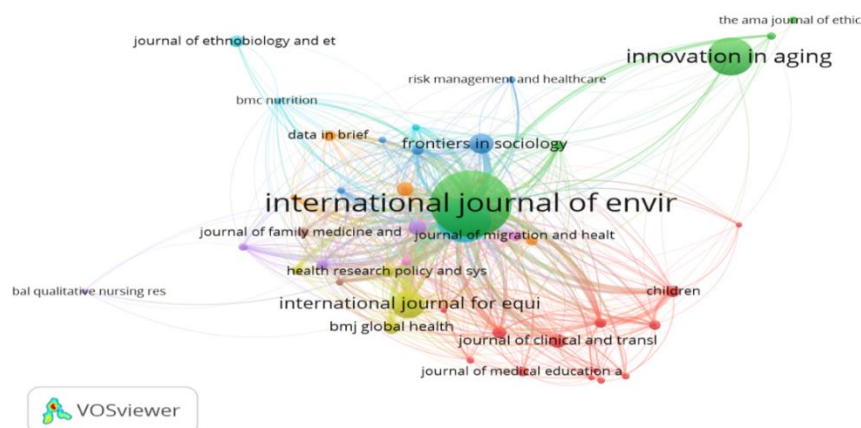 the ama journal of ethic
journal of ethnobiology and et
innovation in aging
risk management and healthcare
bmc nutrition
data in brief
frontiers in sociology
international journal of envir
journal of family medicine and
journal of migration and healt
health research policy and sys
bal qualitative nursing res
children
international journal for equi
bmj global health
journal of clinical and transl
journal of medical education a
VOSviewer